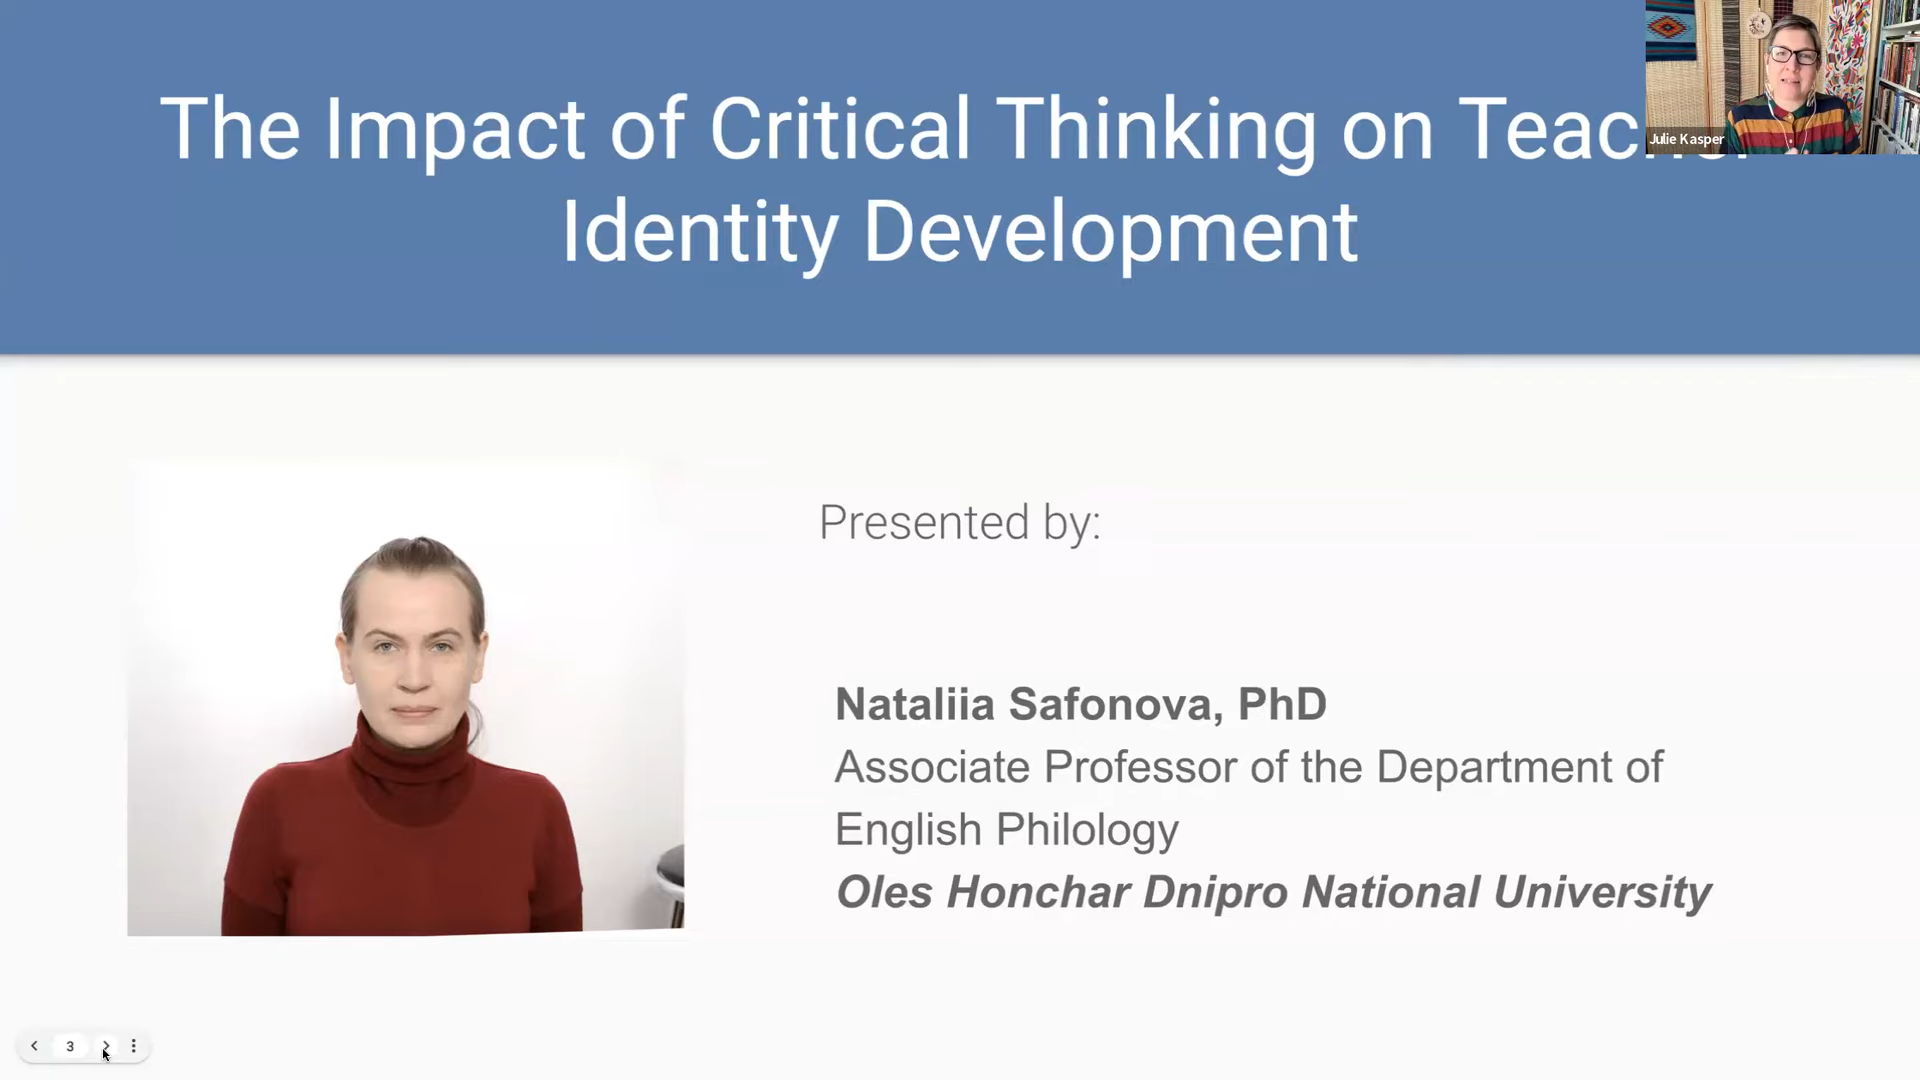 The Impact of Critical Thinking on
Identity Development
Julie Kasper
Presented by:
Nataliia Safonova, PhD
Associate Professor of the Department of
English Philology
Oles Honchar Dnipro National University
3